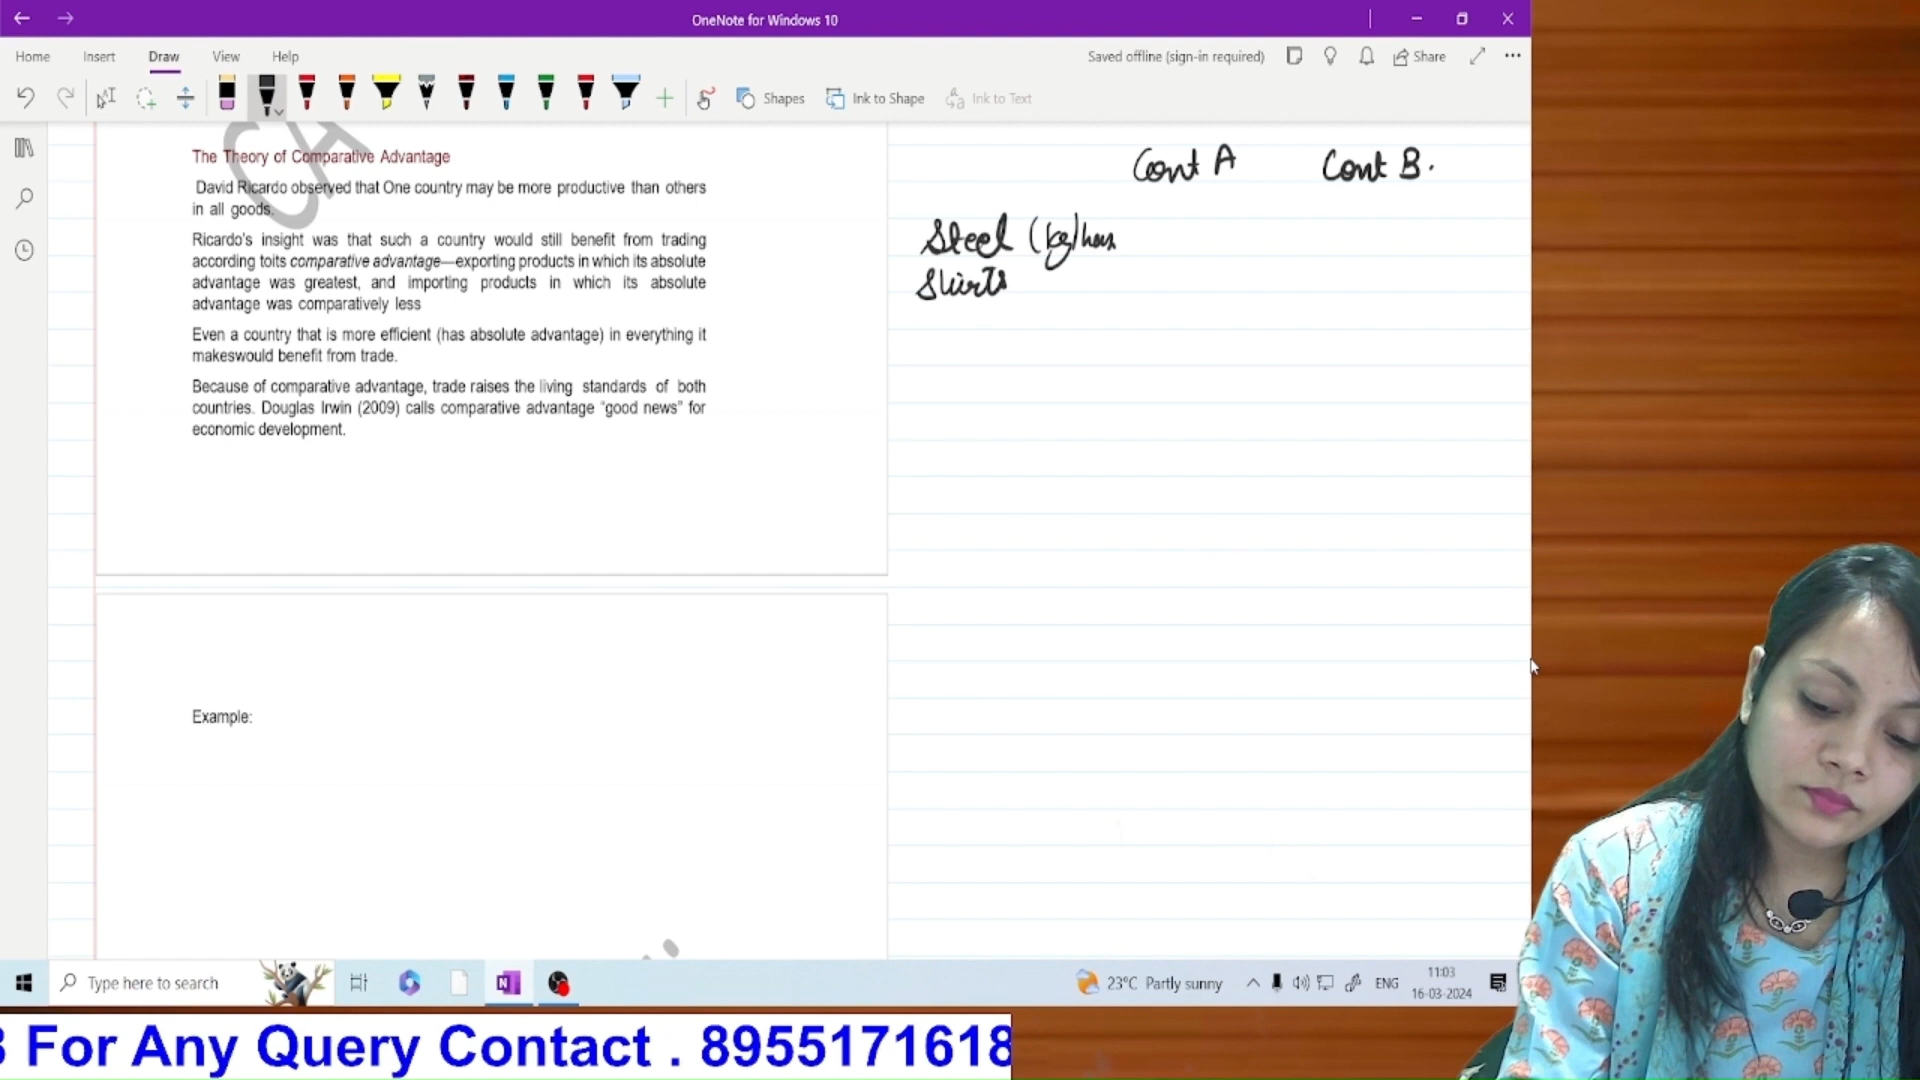 OneNote for Windows 10
Home Insert Draw View Help
Saved offline (sign-in required) Share
Shapes Ink to Shape Ink to Text
CA
The Theory of Comparative Advantage
David Ricardo observed that One country may be more productive than others
in all goods.
Ricardo's insight was that such a country would still benefit from trading
according toits comparative advantage—exporting products in which its absolute
advantage was greatest, and importing products in which its absolute
advantage was comparatively less
Even a country that is more efficient (has absolute advantage) in everything it
makeswould benefit from trade.
Because of comparative advantage, trade raises the living standards of both
countries. Douglas Irwin (2009) calls comparative advantage "good news" for
economic development.
Example:
Cont A Cont B.
Steel (kg)
Shirts
Type here to search
23°C Partly sunny
ENG
11:03
16-03-2024
For Any Query Contact . 895517161